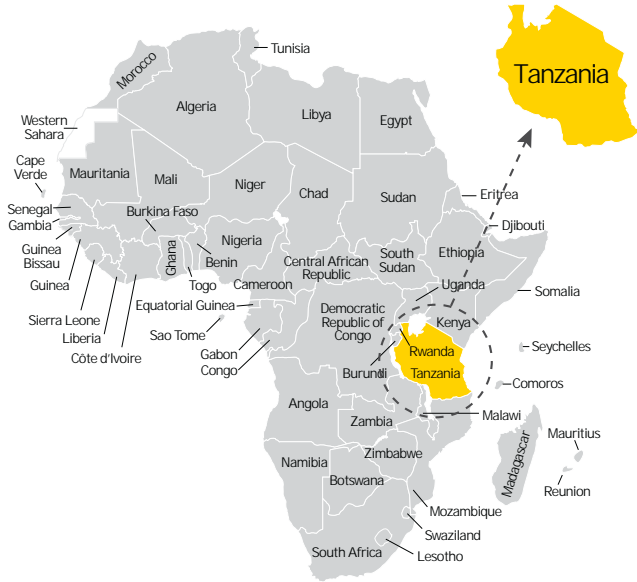 Tanzania
Tunisia
Morocco
Algeria
Libya
Egypt
Western
Sahara
Cape
Verde
Mauritania
Mali
Niger
Chad
Sudan
Eritrea
Senegal
Gambia
Burkina Faso
Djibouti
Guinea
Bissau
Ghana
Nigeria
Benin
Central African
Republic
South
Sudan
Ethiopia
Guinea
Togo
Cameroon
Uganda
Somalia
Sierra Leone
Equatorial Guinea
Democratic
Republic of
Congo
Kenya
Liberia
Sao Tome
Côte d'Ivoire
Gabon
Congo
Rwanda
Seychelles
Burundi
Tanzania
Comoros
Angola
Zambia
Malawi
Madagascar
Mauritius
Namibia
Zimbabwe
Botswana
Reunion
Mozambique
Swaziland
South Africa
Lesotho